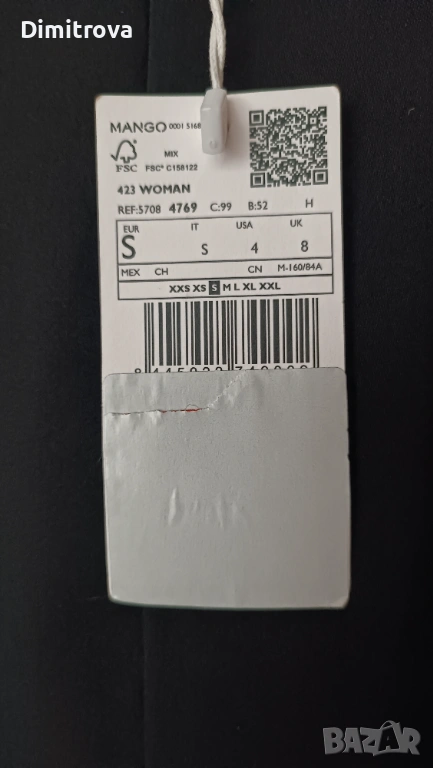 Dimitrova
MANGO 0001 5168
FSC
MIX
FSC® C158122
423 WOMAN
REF:5708 4769 C:99 B:52 H
EUR IT USA UK
S S 4 8
MEX CH CN M-160/84A
XXS XS S M L XL XXL
BAZAR